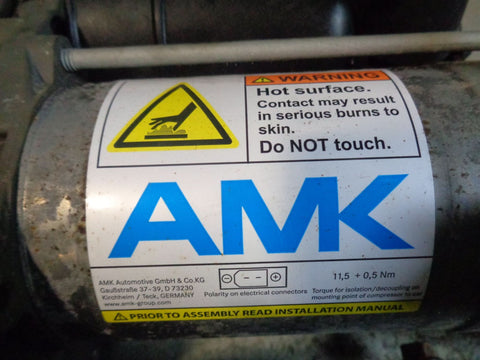 WARNING
Hot surface.
Contact may result
in serious burns to
skin.
Do NOT touch.
AMK
AMK Automotive GmbH & Co.KG
Gaußstraße 37-39, D 73230
Kirchheim / Teck, GERMANY
www.amk-group.com
Polarity on electrical connectors
11,5 + 0,5 Nm
Torque for isolation/decoupling on
mounting point of compressor to car
PRIOR TO ASSEMBLY READ INSTALLATION MANUAL